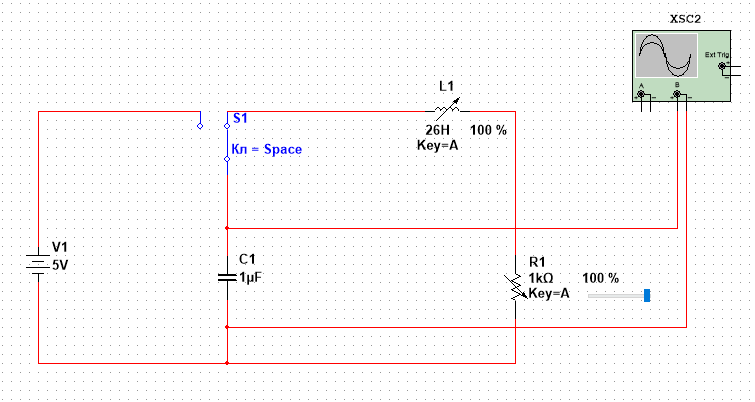 XSC2
Ext Trig
+
−
A
B
+ − + −
L1
26H 100 %
Key=A
S1
Кл = Space
V1
5V
C1
1µF
R1
1kΩ 100 %
Key=A